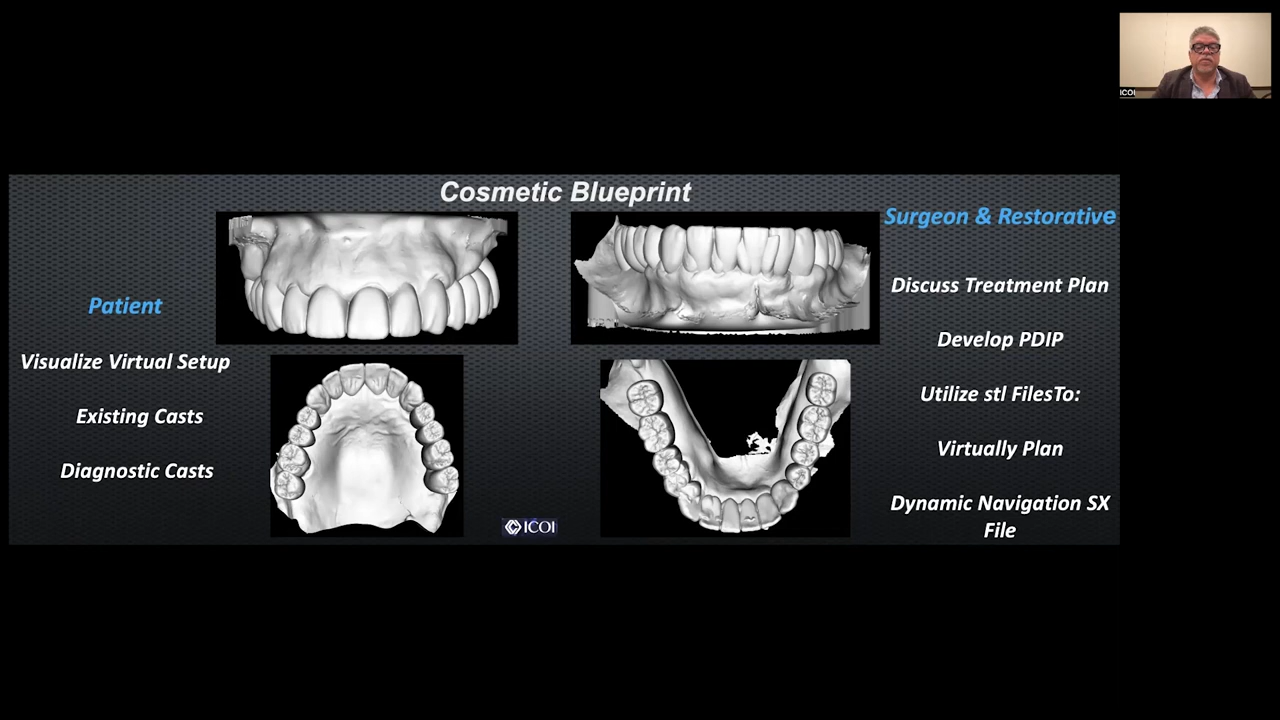 ICOI
Cosmetic Blueprint
Patient
Visualize Virtual Setup
Existing Casts
Diagnostic Casts
ICOI
Surgeon & Restorative
Discuss Treatment Plan
Develop PDIP
Utilize stl FilesTo:
Virtually Plan
Dynamic Navigation SX
File